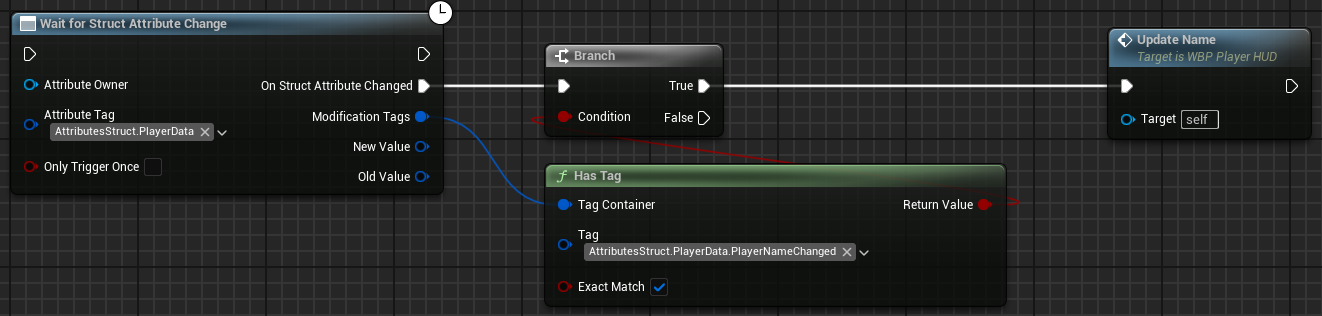 Wait for Struct Attribute Change
Attribute Owner
On Struct Attribute Changed
Attribute Tag
AttributesStruct.PlayerData
Modification Tags
New Value
Only Trigger Once
Old Value
Branch
True
Condition
False
Has Tag
Tag Container
Return Value
Tag
AttributesStruct.PlayerData.PlayerNameChanged
Exact Match
Update Name
Target is WBP Player HUD
Target self